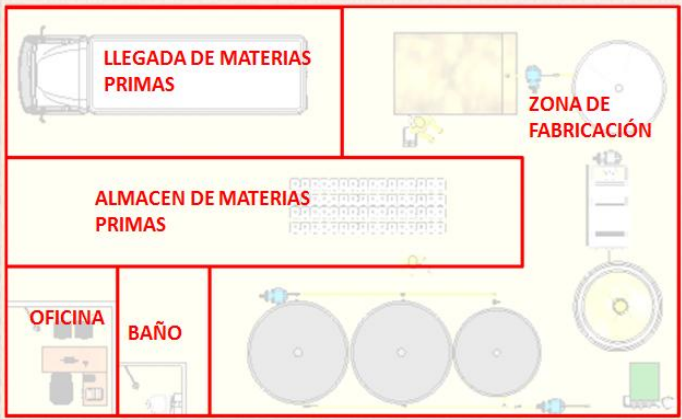 LLEGADA DE MATERIAS
PRIMAS
ZONA DE
FABRICACIÓN
ALMACEN DE MATERIAS
PRIMAS
OFICINA
BAÑO